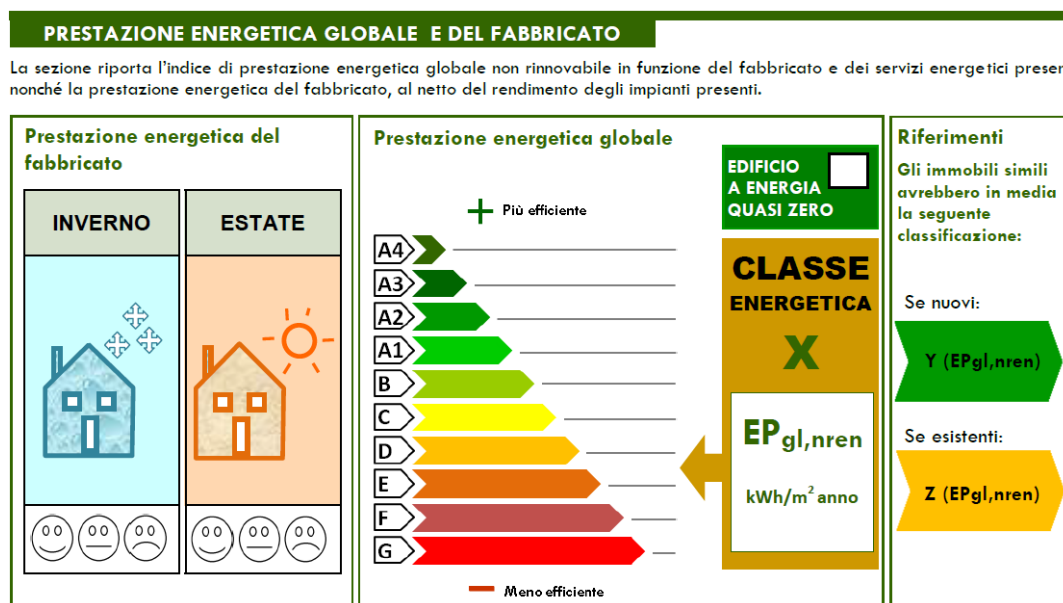 PRESTAZIONE ENERGETICA GLOBALE E DEL FABBRICATO
La sezione riporta l'indice di prestazione energetica globale non rinnovabile in funzione del fabbricato e dei servizi energetici
nonché la prestazione energetica del fabbricato, al netto del rendimento degli impianti presenti.
Prestazione energetica del
fabbricato
INVERNO
ESTATE
Prestazione energetica globale
+ Più efficiente
A4
A3
A2
A1
B
C
D
E
F
G
— Meno efficiente
EDIFICIO
A ENERGIA
QUASI ZERO
CLASSE
ENERGETICA
X
EPgl,nren
kWh/m² anno
Riferimenti
Gli immobili simili
avrebbero in media
la seguente
classificazione:
Se nuovi:
Y (EPgl,nren)
Se esistenti:
Z (EPgl,nren)